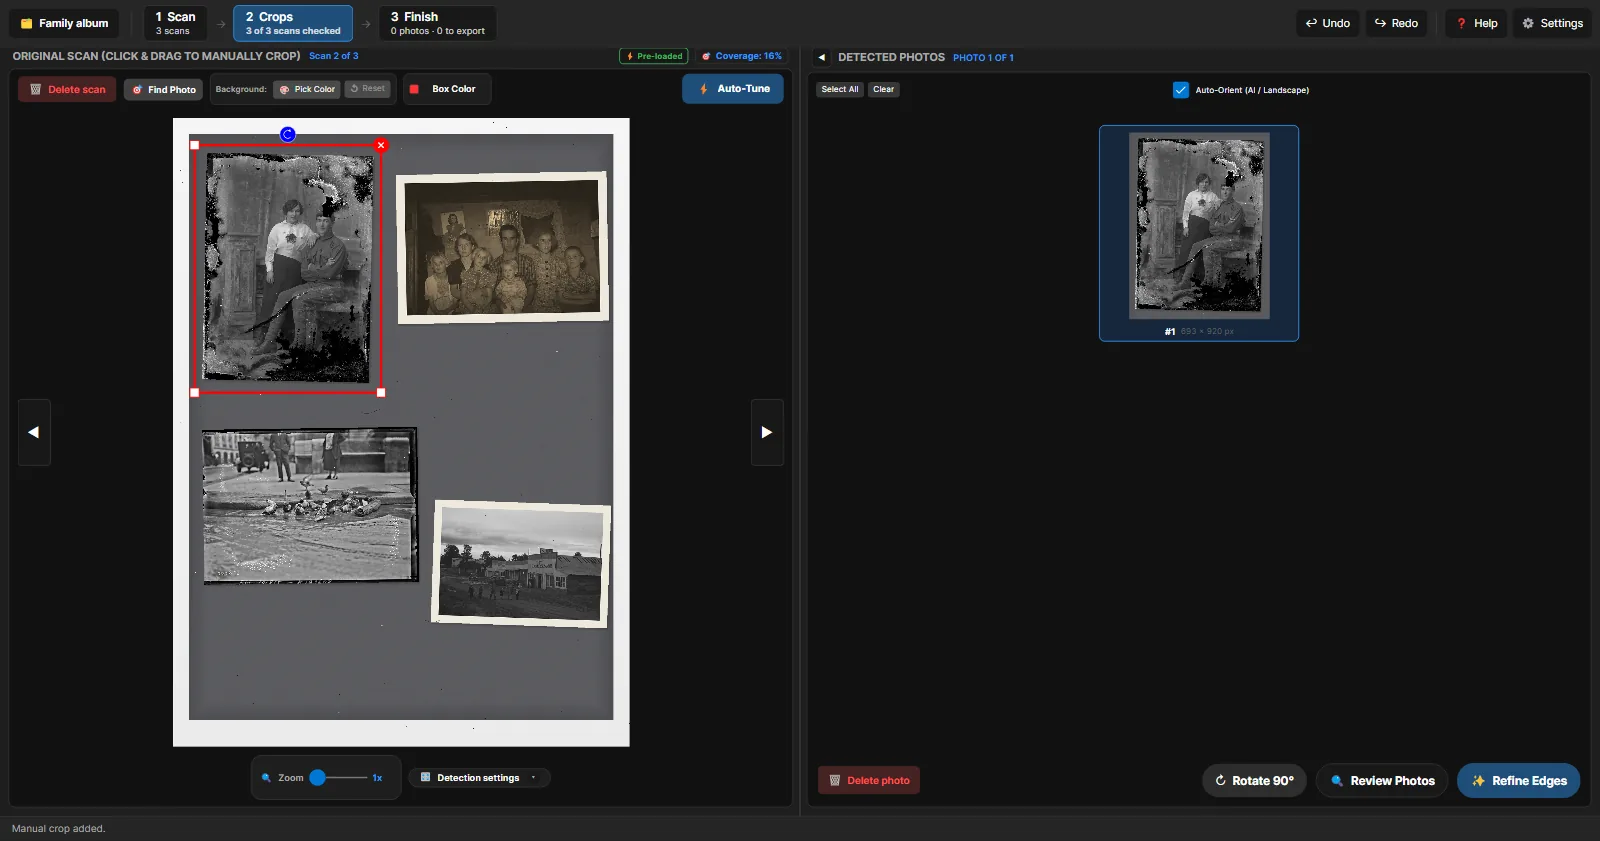 Family album
1 Scan
3 scans
→
2 Crops
3 of 3 scans checked
→
3 Finish
0 photos · 0 to export
Undo
Redo
Help
Settings
ORIGINAL SCAN (CLICK & DRAG TO MANUALLY CROP) Scan 2 of 3
Pre-loaded
Coverage: 16%
DETECTED PHOTOS PHOTO 1 OF 1
Delete scan
Find Photo
Background:
Pick Color
Reset
Box Color
Auto-Tune
Select All
Clear
Auto-Orient (AI / Landscape)
#1 693 × 920 px
Zoom
1x
Detection settings
Delete photo
Rotate 90°
Review Photos
Refine Edges
Manual crop added.